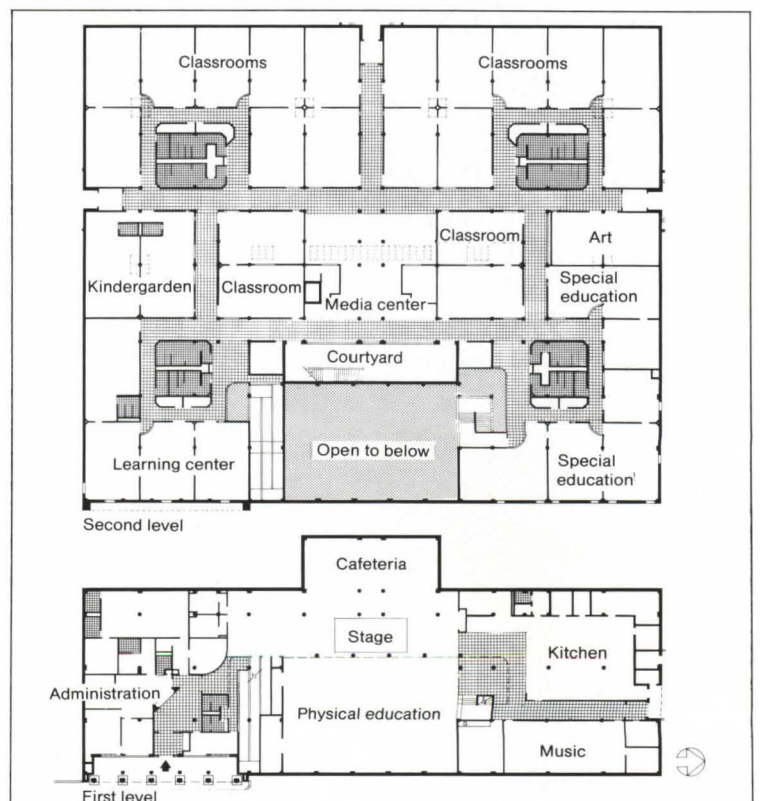 Classrooms
Classrooms
Classroom
Art
Kindergarden
Classroom
Special
education
Media center
Courtyard
Open to below
Learning center
Special
education
Second level
Cafeteria
Stage
Kitchen
Administration
Physical education
Music
First level